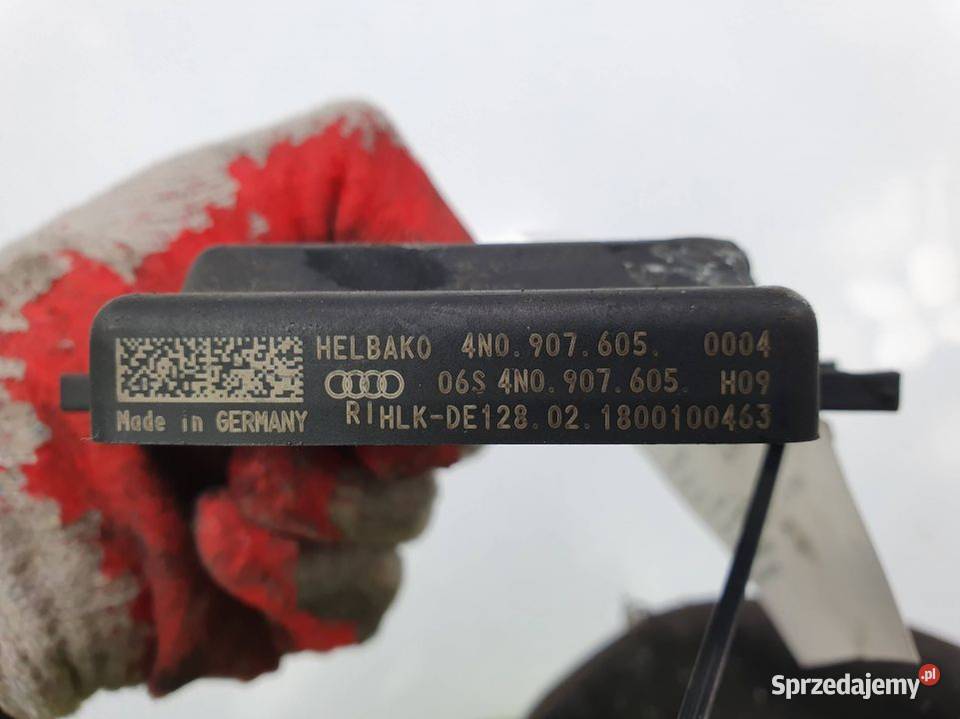 HELBAKO 4N0.907.605. 0004
06S 4N0.907.605. H09
Made in GERMANY RI HLK-DE128.02.1800100463
Sprzedajemy.pl